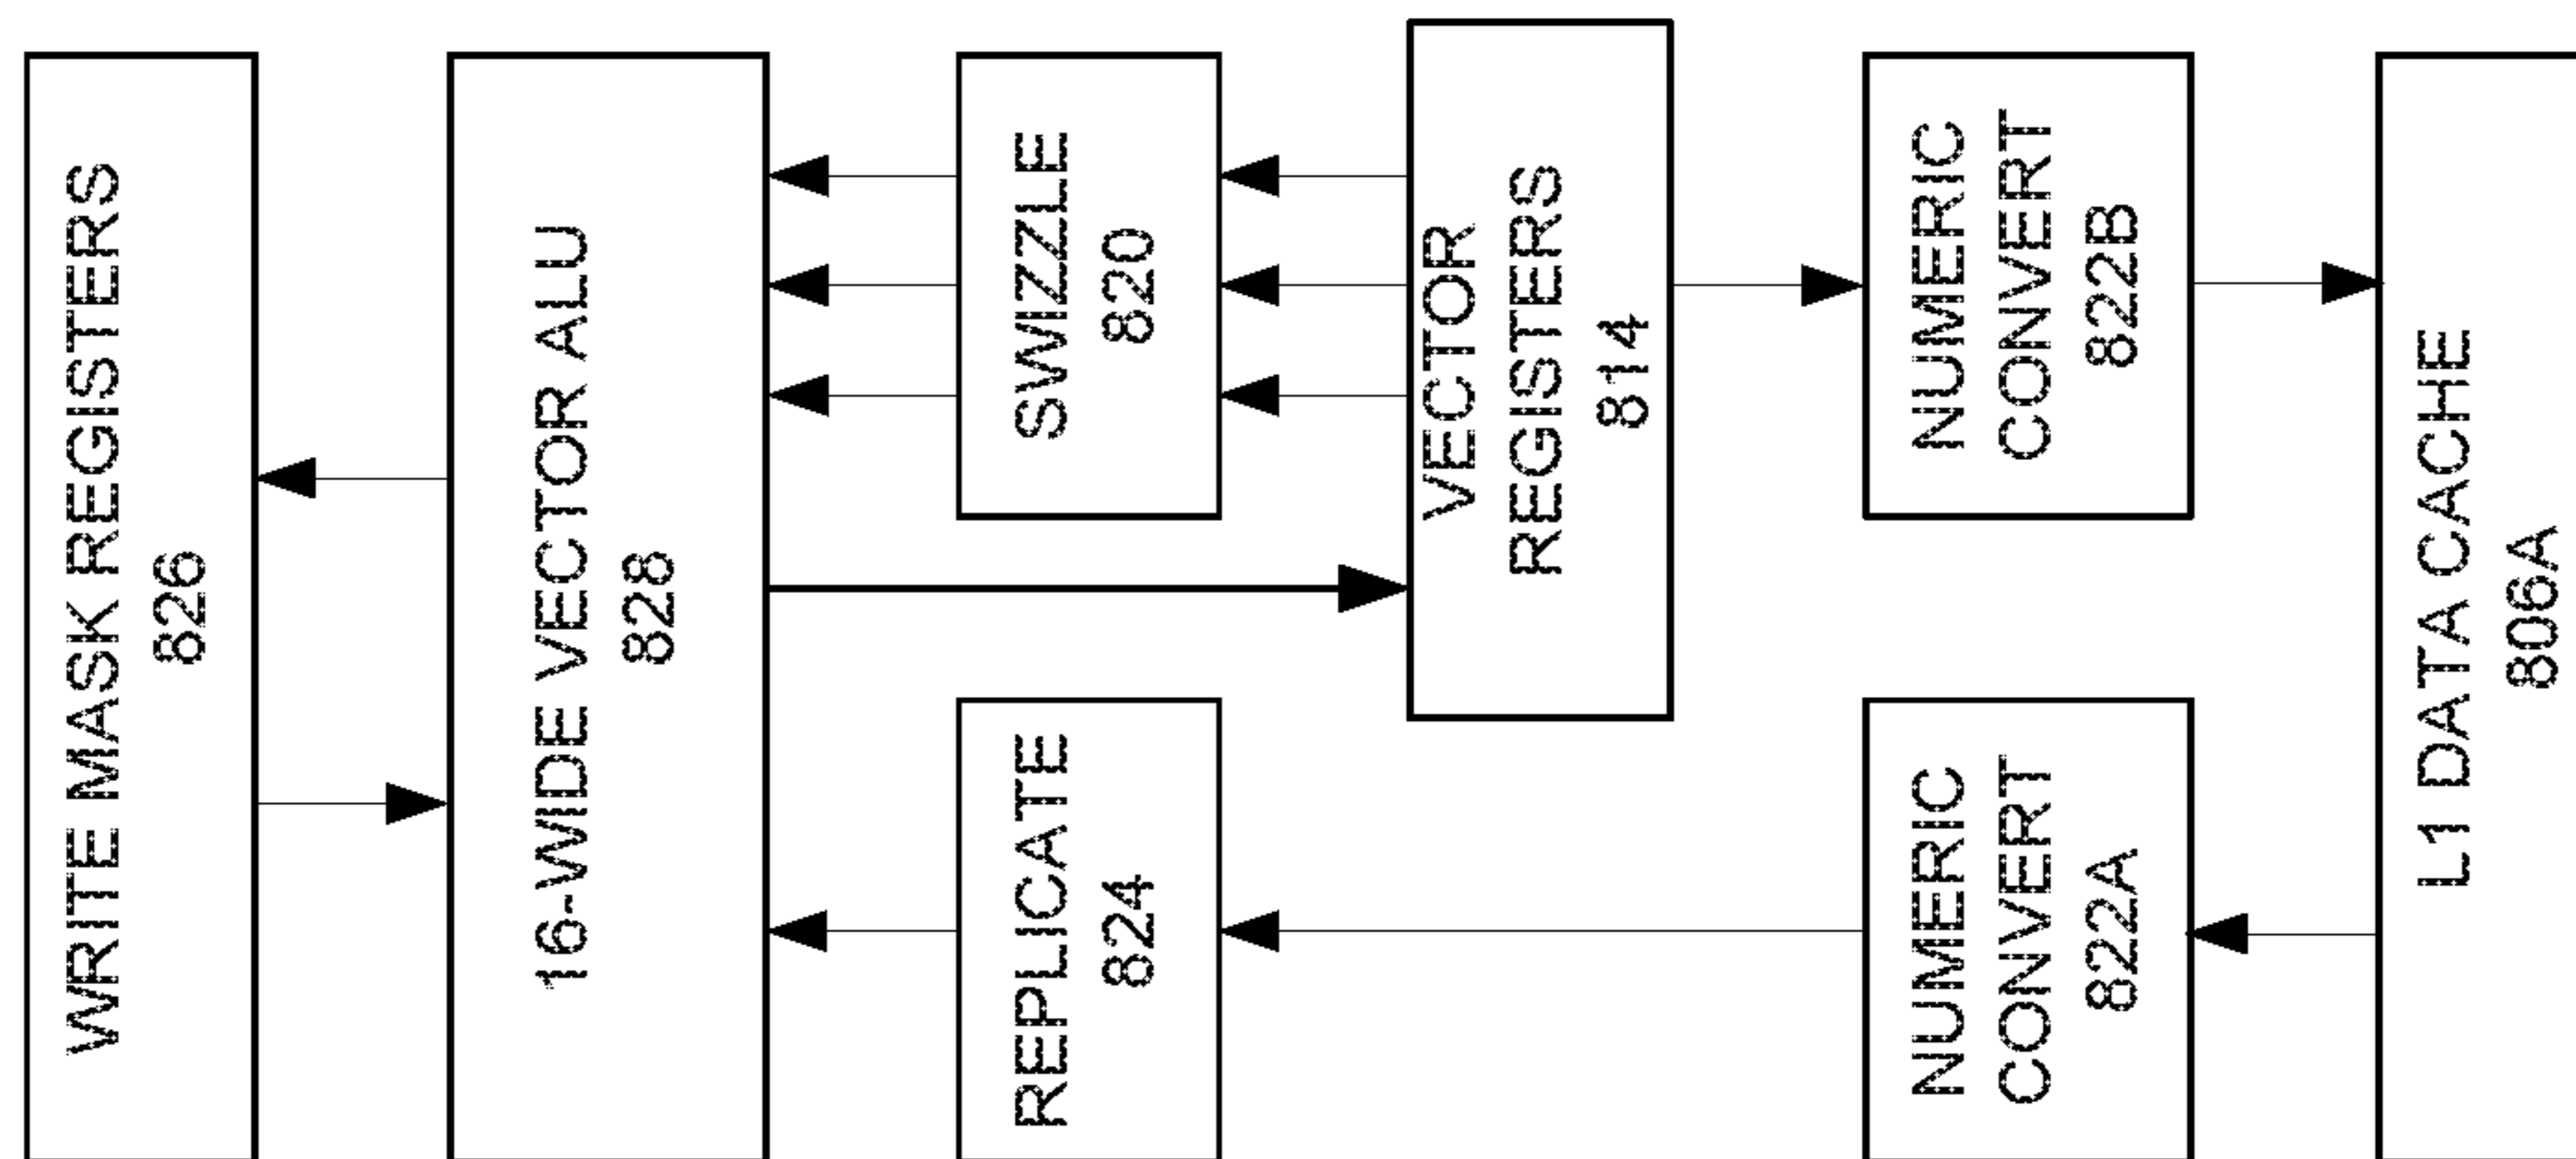 WRITE MASK REGISTERS
826
16-WIDE VECTOR ALU
828
REPLICATE
824
SWIZZLE
820
VECTOR
REGISTERS
814
NUMERIC
CONVERT
822A
NUMERIC
CONVERT
822B
L1 DATA CACHE
806A